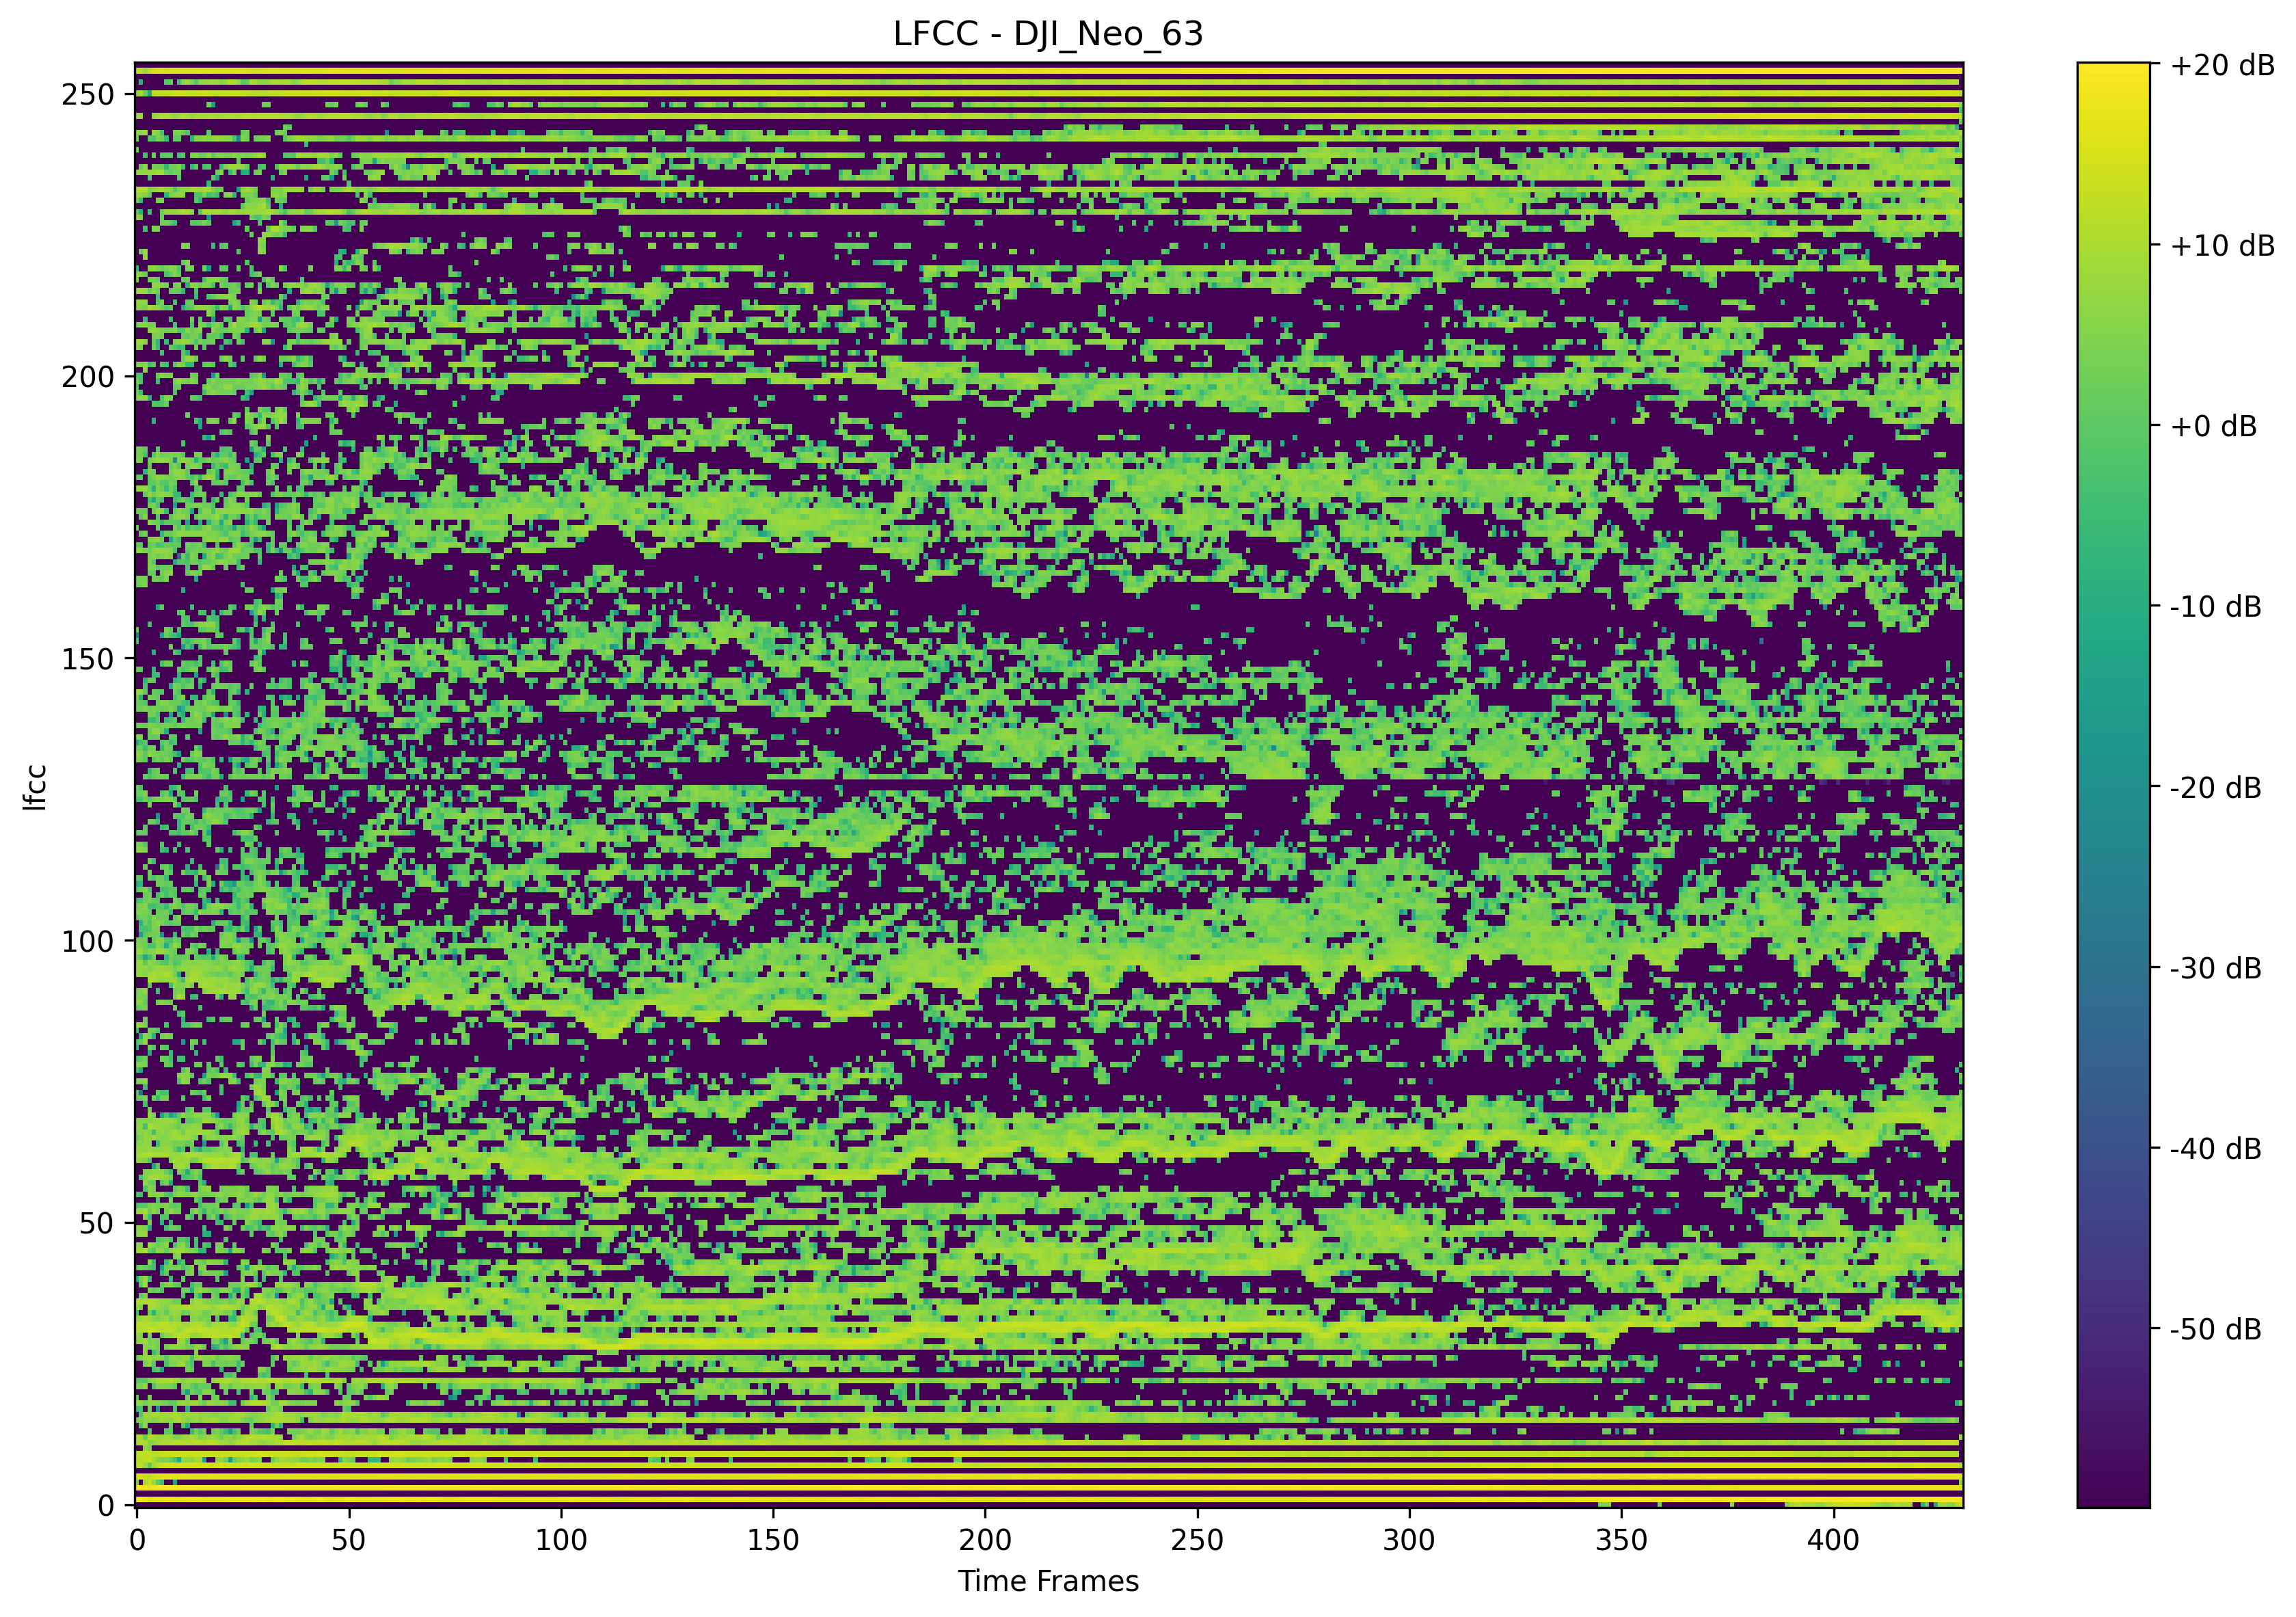 LFCC - DJI_Neo_63
lfcc
250
200
150
100
50
0
0 50 100 150 200 250 300 350 400
Time Frames
+20 dB
+10 dB
+0 dB
-10 dB
-20 dB
-30 dB
-40 dB
-50 dB